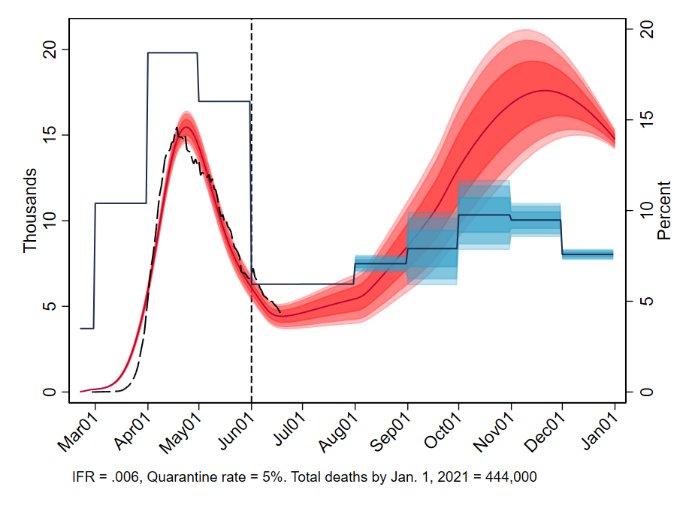 20
15
10
5
0
Thousands
20
15
10
5
0
Percent
Mar01 Apr01 May01 Jun01 Jul01 Aug01 Sep01 Oct01 Nov01 Dec01 Jan01
IFR = .006, Quarantine rate = 5%. Total deaths by Jan. 1, 2021 = 444,000